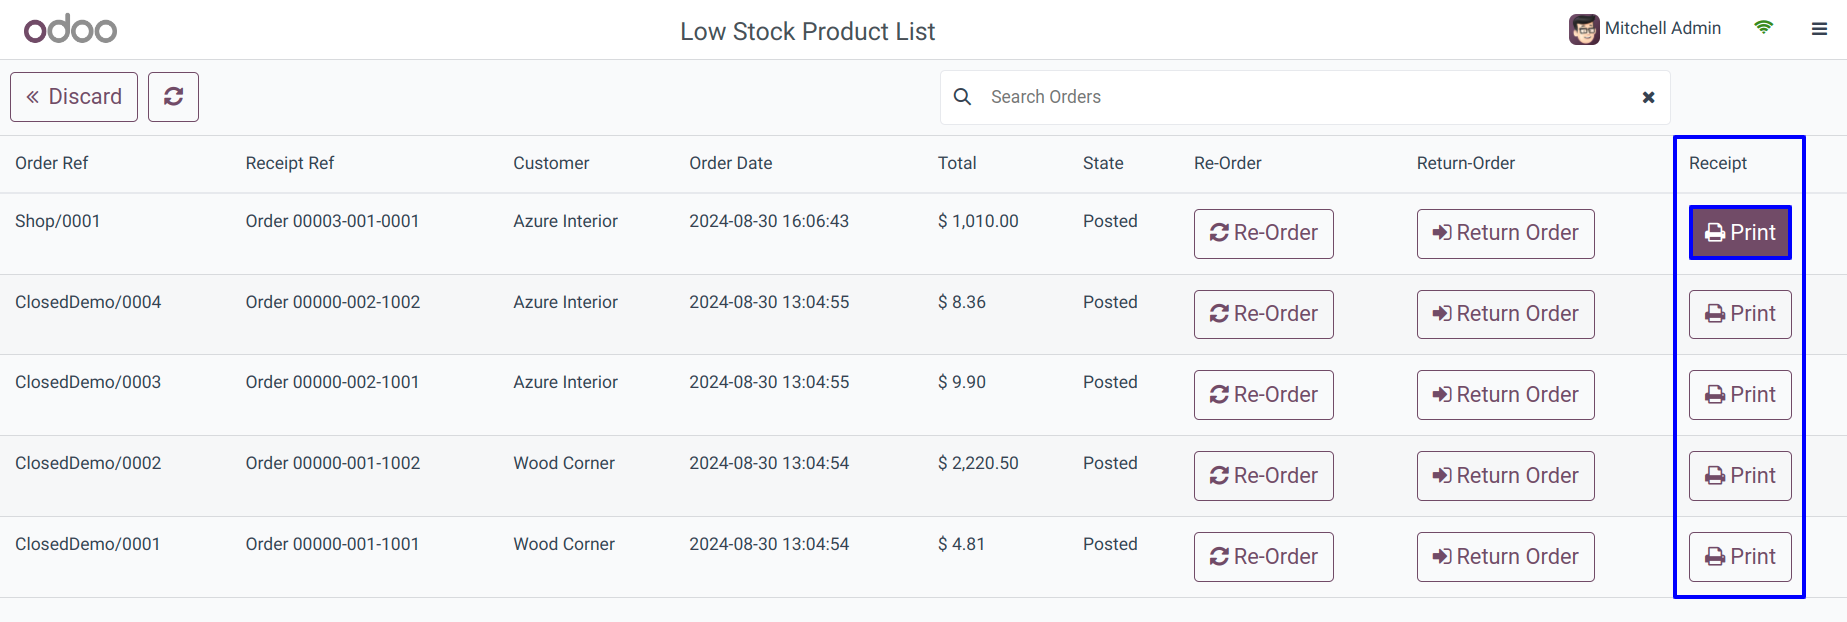 odoo Low Stock Product List Mitchell Admin
« Discard Search Orders
Order Ref Receipt Ref Customer Order Date Total State Re-Order Return-Order Receipt
Shop/0001 Order 00003-001-0001 Azure Interior 2024-08-30 16:06:43 $ 1,010.00 Posted Re-Order Return Order Print
ClosedDemo/0004 Order 00000-002-1002 Azure Interior 2024-08-30 13:04:55 $ 8.36 Posted Re-Order Return Order Print
ClosedDemo/0003 Order 00000-002-1001 Azure Interior 2024-08-30 13:04:55 $ 9.90 Posted Re-Order Return Order Print
ClosedDemo/0002 Order 00000-001-1002 Wood Corner 2024-08-30 13:04:54 $ 2,220.50 Posted Re-Order Return Order Print
ClosedDemo/0001 Order 00000-001-1001 Wood Corner 2024-08-30 13:04:54 $ 4.81 Posted Re-Order Return Order Print